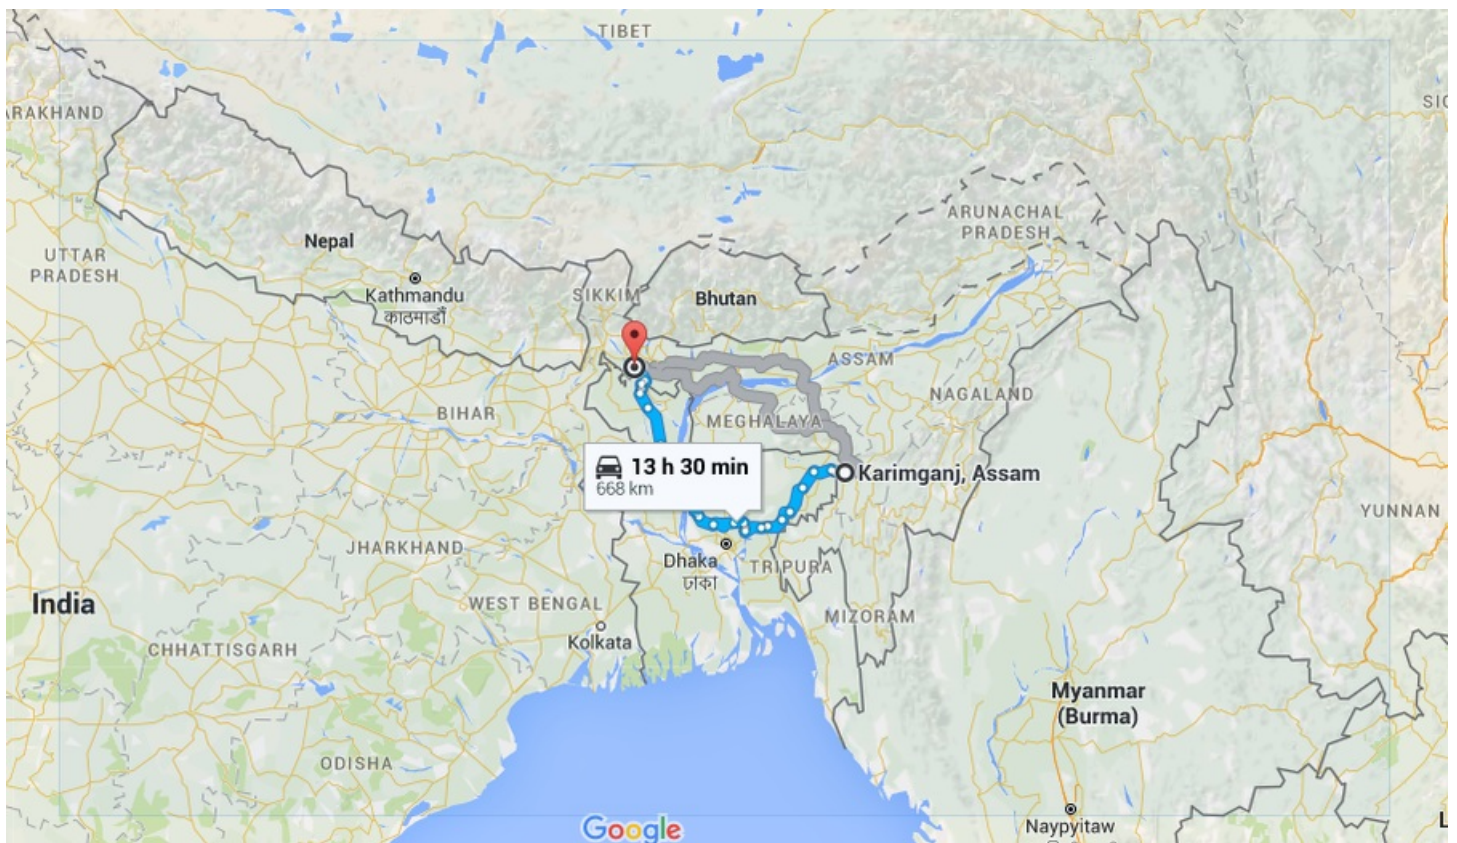 TIBET
ARAKHAND
SIC
ARUNACHAL
PRADESH
Nepal
UTTAR
PRADESH
Kathmandu
काठमाडौं
SIKKIM
Bhutan
ASSAM
NAGALAND
BIHAR
MEGHALAYA
13 h 30 min
668 km
Karimganj, Assam
YUNNAN
JHARKHAND
Dhaka
ঢাকা
TRIPURA
India
WEST BENGAL
MIZORAM
Kolkata
CHHATTISGARH
Myanmar
(Burma)
ODISHA
Google
Naypyitaw
L